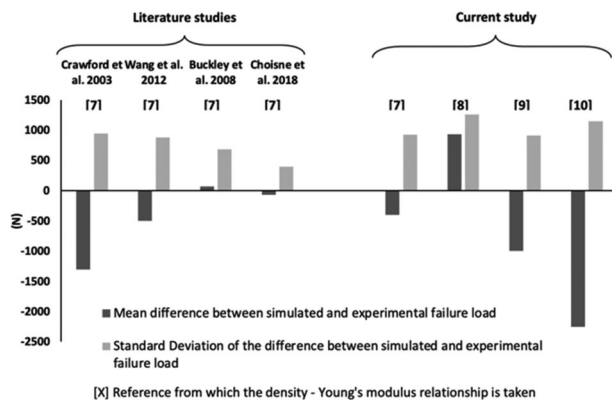 Literature studies
Current study
Crawford et al. 2003
Wang et al. 2012
Buckley et al. 2008
Choisne et al. 2018
[7]
[7]
[7]
[7]
[7]
[8]
[9]
[10]
1500
1000
500
0
-500
-1000
-1500
-2000
-2500
(N)
Mean difference between simulated and experimental failure load
Standard Deviation of the difference between simulated and experimental
failure load
[X] Reference from which the density - Young's modulus relationship is taken